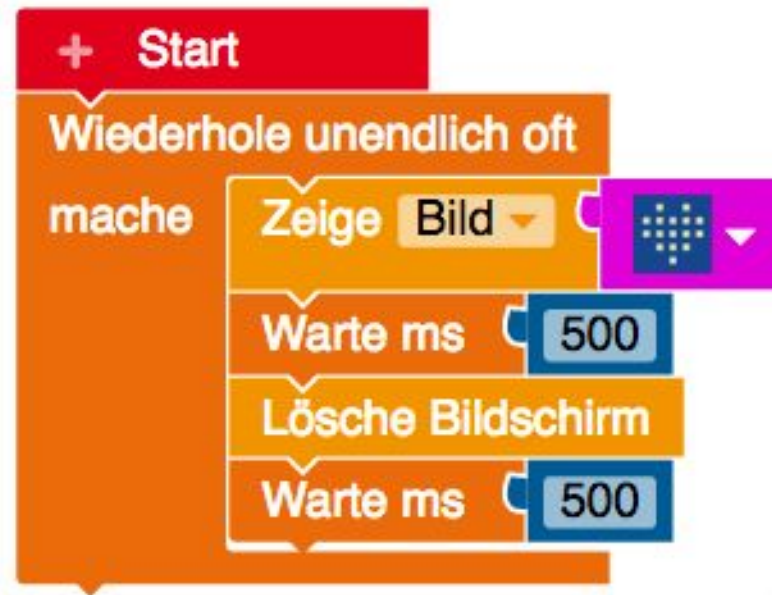 + Start
Wiederhole unendlich oft
mache Zeige Bild
Warte ms 500
Lösche Bildschirm
Warte ms 500